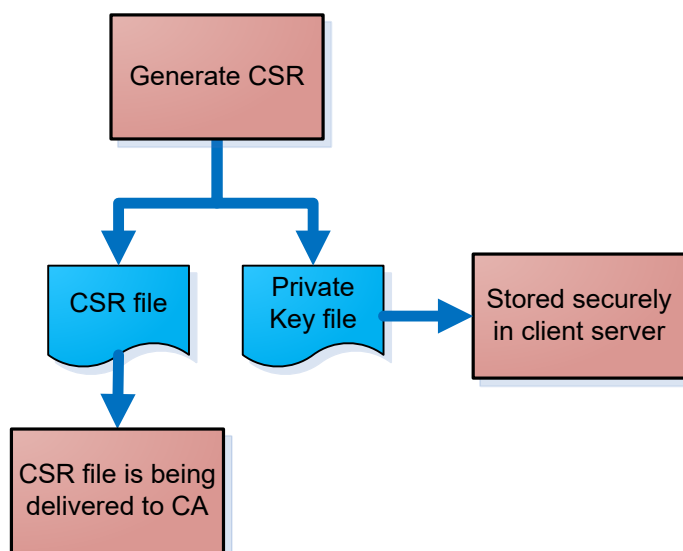 Generate CSR
CSR file
Private
Key file
Stored securely
in client server
CSR file is being
delivered to CA